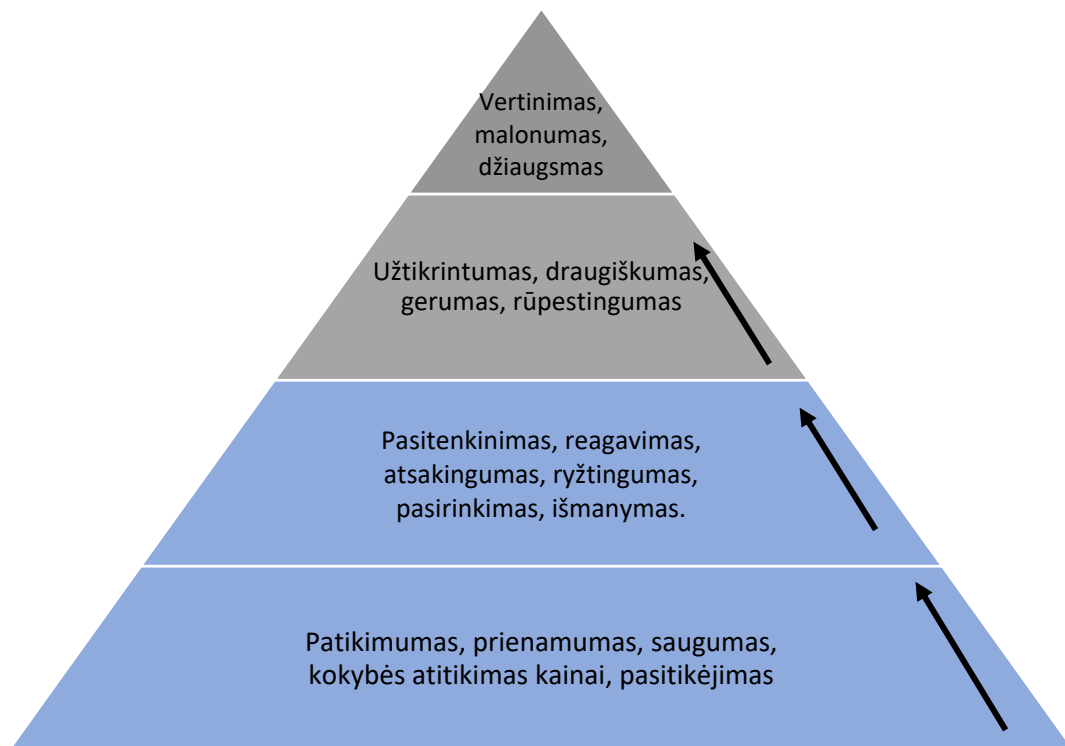 Vertinimas,
malonumas,
džiaugsmas
Užtikrintumas, draugiškumas,
gerumas, rūpestingumas
Pasitenkinimas, reagavimas,
atsakingumas, ryžtingumas,
pasirinkimas, išmanymas.
Patikimumas, prienamumas, saugumas,
kokybės atitikimas kainai, pasitikėjimas